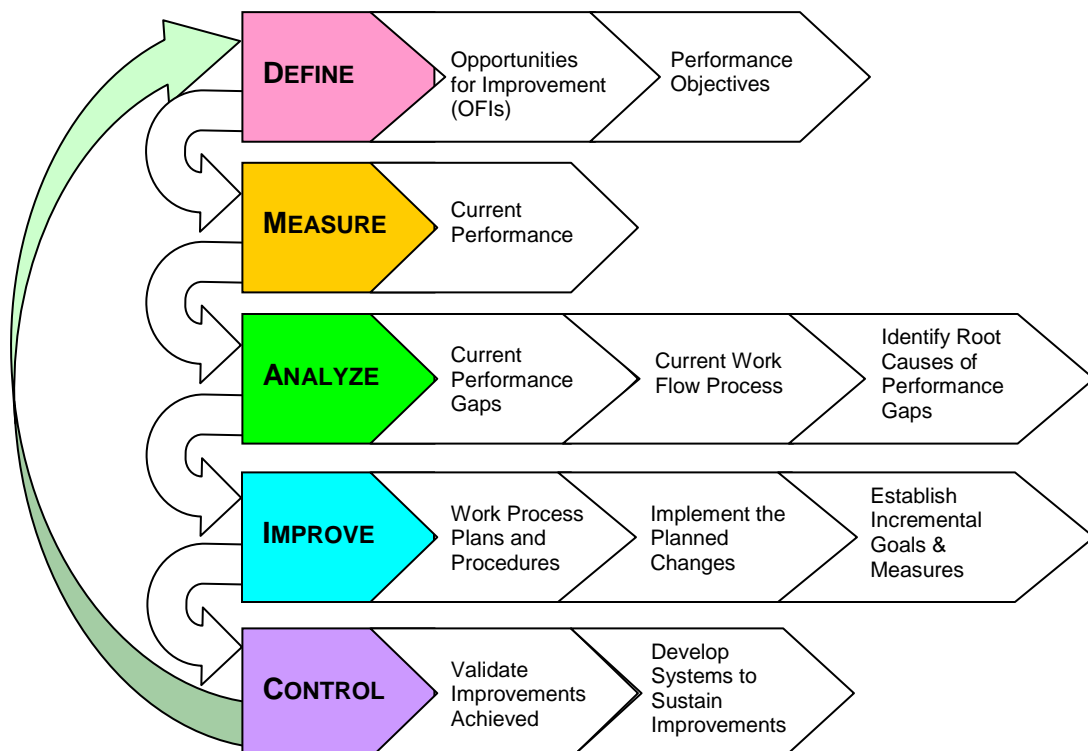 DEFINE
Opportunities
for Improvement
(OFIs)
Performance
Objectives
MEASURE
Current
Performance
ANALYZE
Current
Performance
Gaps
Current Work
Flow Process
Identify Root
Causes of
Performance
Gaps
IMPROVE
Work Process
Plans and
Procedures
Implement the
Planned
Changes
Establish
Incremental
Goals &
Measures
CONTROL
Validate
Improvements
Achieved
Develop
Systems to
Sustain
Improvements